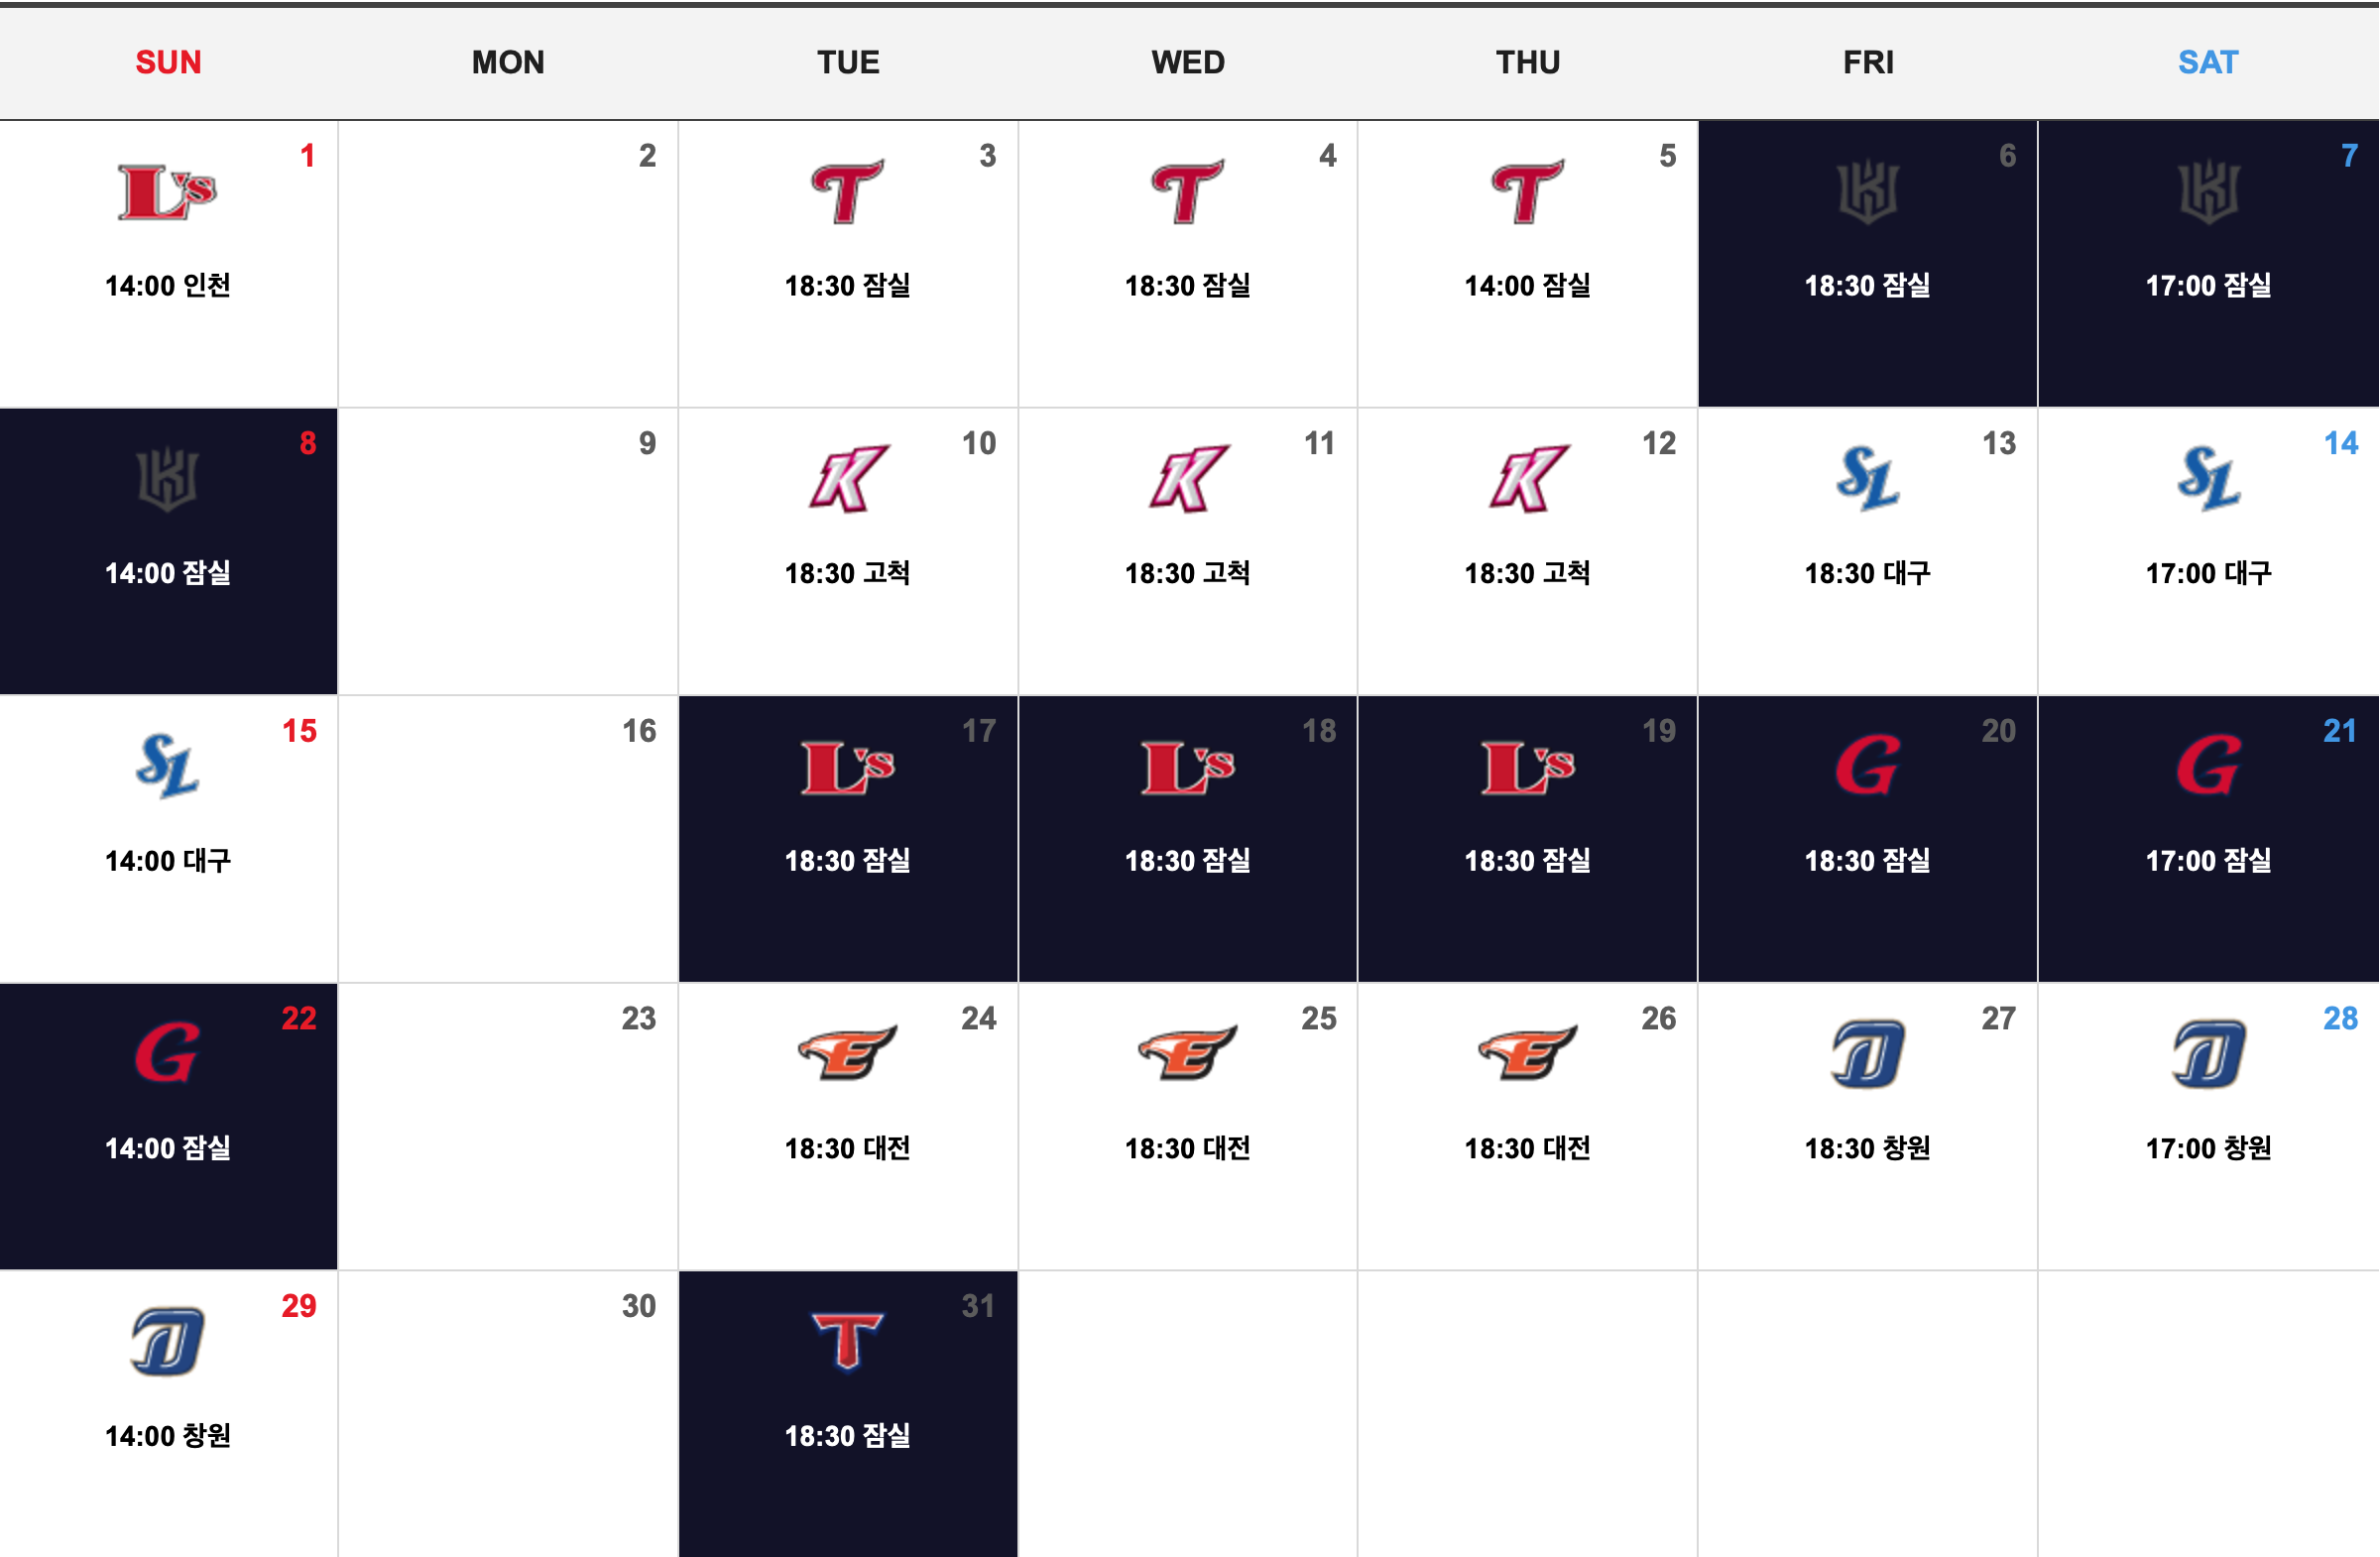 SUN MON TUE WED THU FRI SAT
1 2 3 4 5 6 7
L's T T T K K
14:00 인천 18:30 잠실 18:30 잠실 14:00 잠실 18:30 잠실 17:00 잠실
8 9 10 11 12 13 14
K K K K SL SL
14:00 잠실 18:30 고척 18:30 고척 18:30 고척 18:30 대구 17:00 대구
15 16 17 18 19 20 21
SL L's L's L's G G
14:00 대구 18:30 잠실 18:30 잠실 18:30 잠실 18:30 잠실 17:00 잠실
22 23 24 25 26 27 28
G E E E D D
14:00 잠실 18:30 대전 18:30 대전 18:30 대전 18:30 창원 17:00 창원
29 30 31
D T
14:00 창원 18:30 잠실